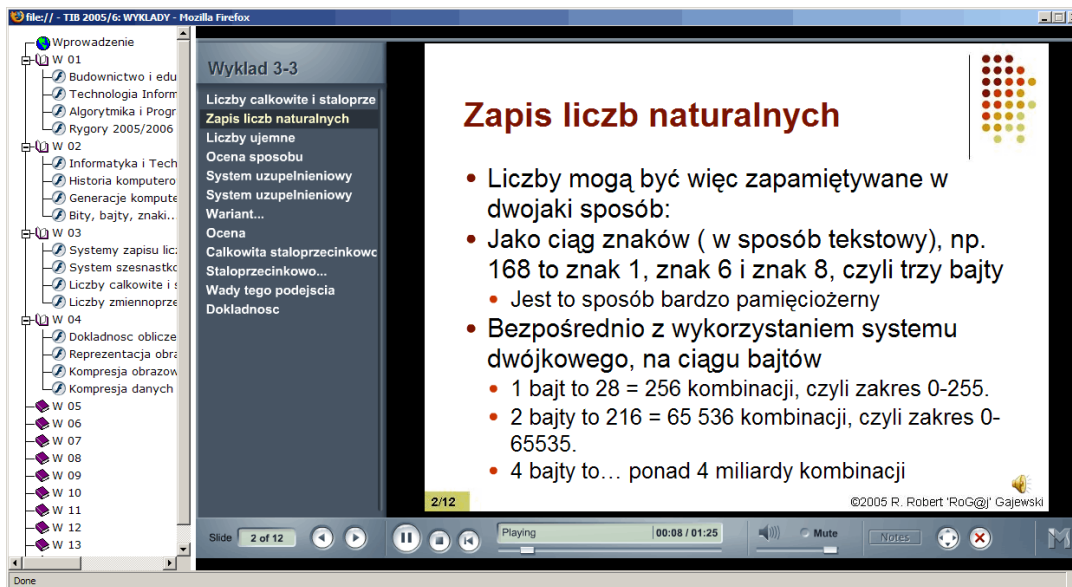 file:// - TIB 2005/6: WYKLADY - Mozilla Firefox
Wprowadzenie
W 01
Budownictwo i edu
Technologia Inform
Algorytmika i Progr
Rygory 2005/2006
W 02
Informatyka i Tech
Historia komputero
Generacje kompute
Bity, bajty, znaki...
W 03
Systemy zapisu licz
System szesnastko
Liczby calkowite i s
Liczby zmiennoprze
W 04
Dokladnosc oblicze
Reprezentacja obra
Kompresja obrazow
Kompresja danych
W 05
W 06
W 07
W 08
W 09
W 10
W 11
W 12
W 13
Wyklad 3-3
Liczby calkowite i staloprze
Zapis liczb naturalnych
Liczby ujemne
Ocena sposobu
System uzupelnieniowy
System uzupelnieniowy
Wariant...
Ocena
Calkowita staloprzecinkowc
Staloprzecinkowo...
Wady tego podejscia
Dokladnosc
Zapis liczb naturalnych
• Liczby mogą być więc zapamiętywane w
dwojaki sposób:
• Jako ciąg znaków ( w sposób tekstowy), np.
168 to znak 1, znak 6 i znak 8, czyli trzy bajty
• Jest to sposób bardzo pamięciożerny
• Bezpośrednio z wykorzystaniem systemu
dwójkowego, na ciągu bajtów
• 1 bajt to 28 = 256 kombinacji, czyli zakres 0-255.
• 2 bajty to 216 = 65 536 kombinacji, czyli zakres 0-
65535.
• 4 bajty to… ponad 4 miliardy kombinacji
2/12
©2005 R. Robert 'RoG@j' Gajewski
Slide 2 of 12
Playing 00:08 / 01:25
Mute
Notes
Done